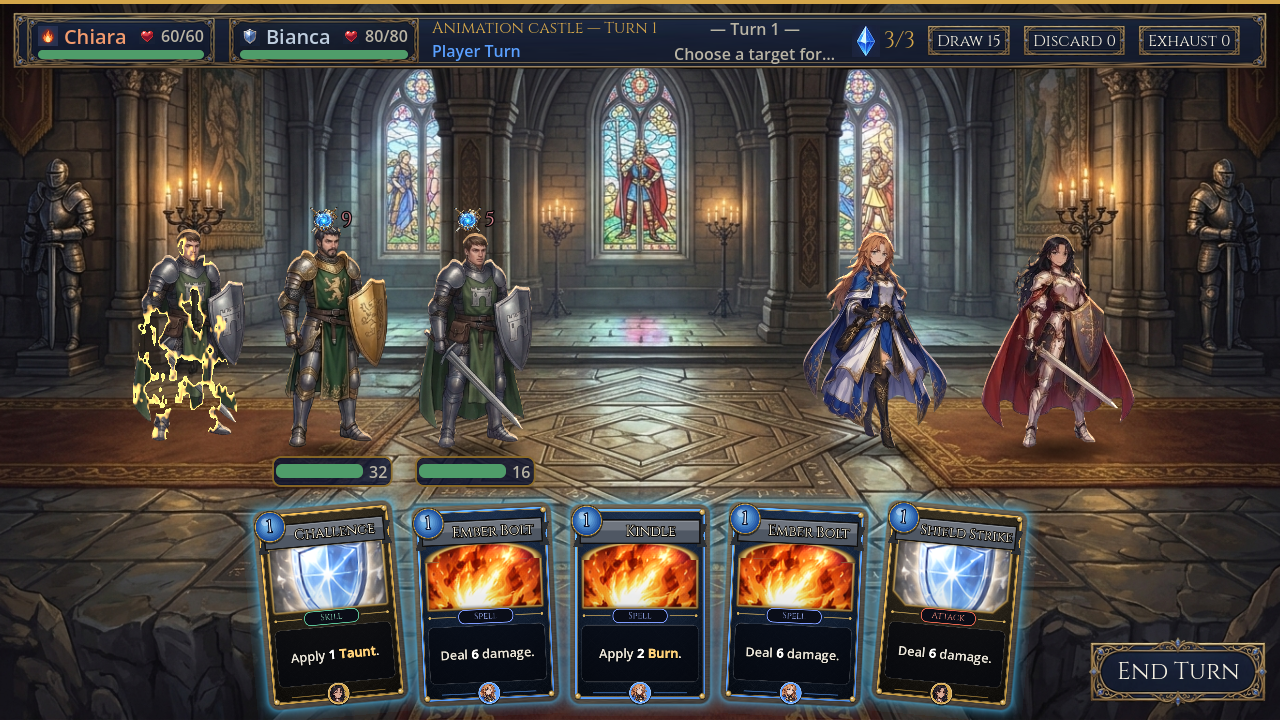 Chiara 60/60
Bianca 80/80
Animation castle — Turn 1
Player Turn
— Turn 1 —
Choose a target for...
3/3
Draw 15
Discard 0
Exhaust 0
9
5
32
16
1
Challenge
Skill
Apply 1 Taunt.
1
Ember Bolt
Spell
Deal 6 damage.
1
Kindle
Spell
Apply 2 Burn.
1
Ember Bolt
Spell
Deal 6 damage.
1
Shield Strike
Attack
Deal 6 damage.
End Turn